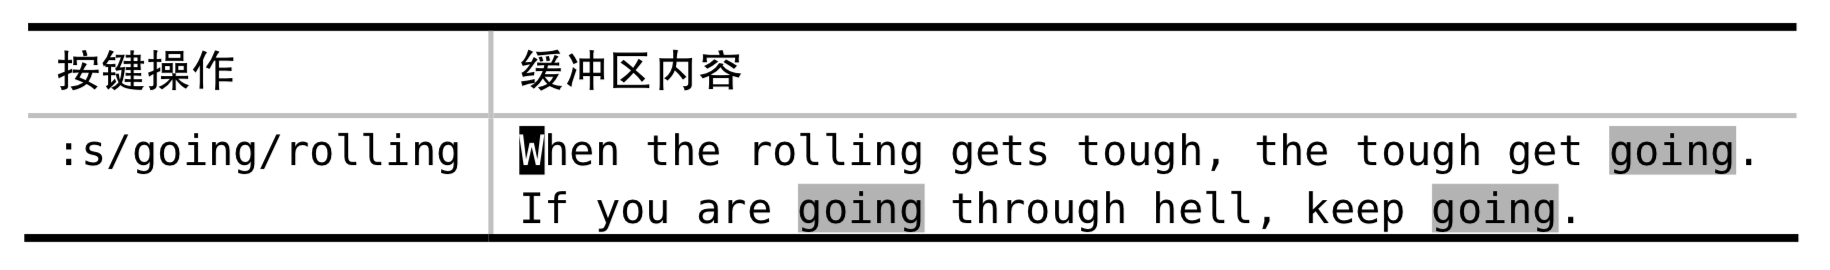 按键操作 缓冲区内容
:s/going/rolling When the rolling gets tough, the tough get going.
If you are going through hell, keep going.